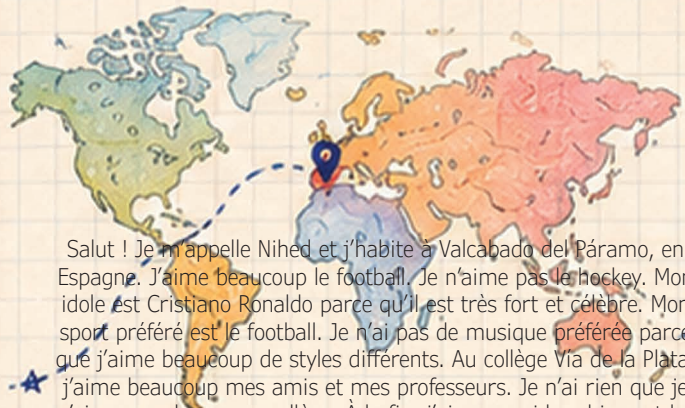 Salut ! Je m'appelle Nihed et j'habite à Valcabado del Páramo, en
Espagne. J'aime beaucoup le football. Je n'aime pas le hockey. Mon
idole est Cristiano Ronaldo parce qu'il est très fort et célèbre. Mon
sport préféré est le football. Je n'ai pas de musique préférée parce
que j'aime beaucoup de styles différents. Au collège Vía de la Plata,
j'aime beaucoup mes amis et mes professeurs. Je n'ai rien que je